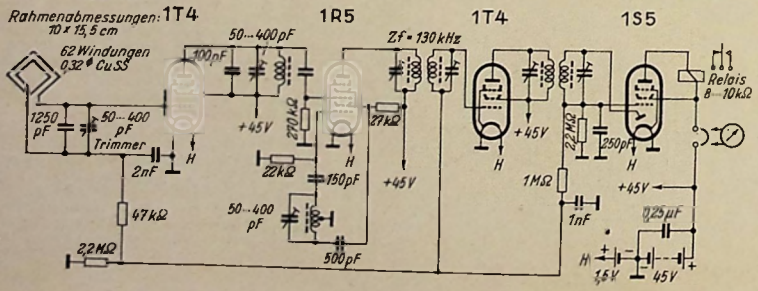 Rahmenabmessungen:
10 x 15,5 cm
1T4
1R5
1T4
1S5
62 Windungen
0,32 ⌀ CuSS
100pF
50...400
pF
Zf = 130 kHz
Relais
8...10kΩ
1250
pF
50...400
pF
Trimmer
+45V
270kΩ
27kΩ
+45V
2,2MΩ
250pF
H
H
H
H
2nF
22kΩ
150pF
+45V
1MΩ
+45V
47kΩ
50...400
pF
1nF
0,25µF
2,2MΩ
500pF
H
+
-
-
+
1,5V
45V